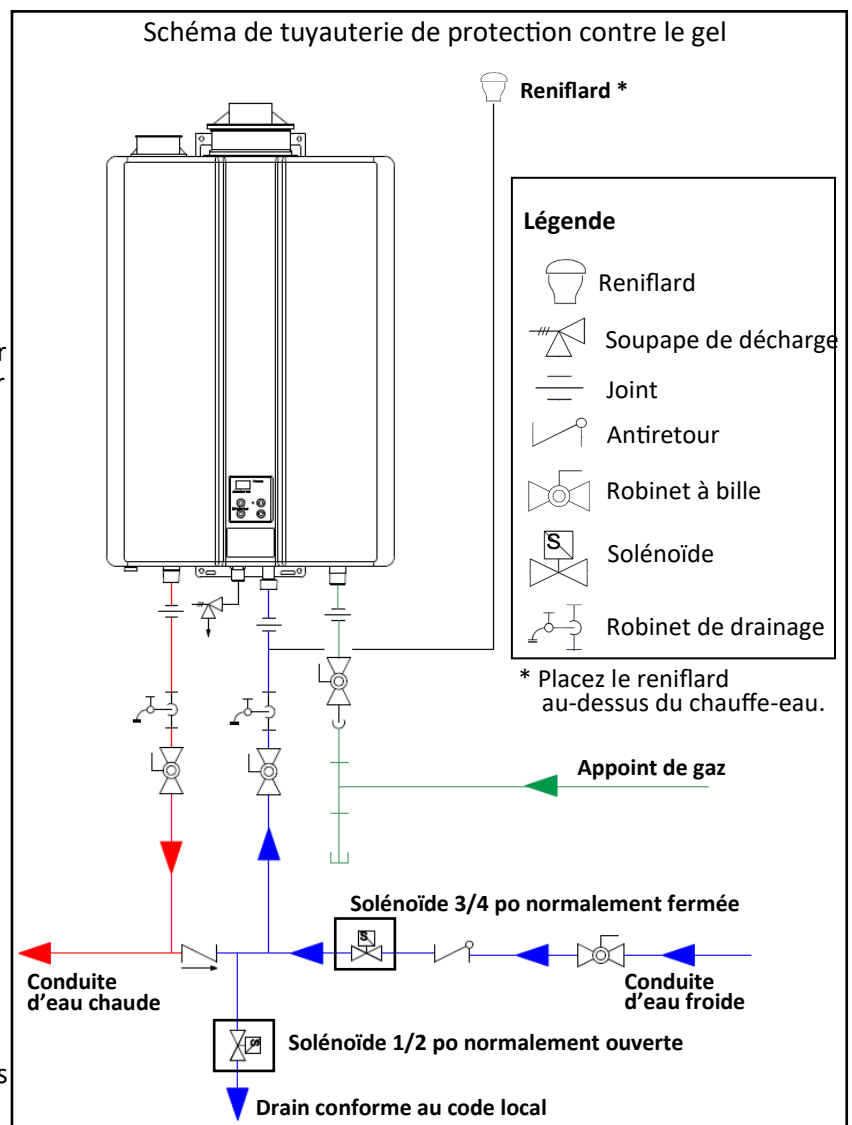 Schéma de tuyauterie de protection contre le gel
Reniflard *
Légende
Reniflard
Soupape de décharge
Joint
Antiretour
Robinet à bille
S
Solénoïde
Robinet de drainage
* Placez le reniflard
au-dessus du chauffe-eau.
r
r
Appoint de gaz
Solénoïde 3/4 po normalement fermée
S
Conduite
d’eau chaude
Conduite
d’eau froide
S
Solénoïde 1/2 po normalement ouverte
s
Drain conforme au code local